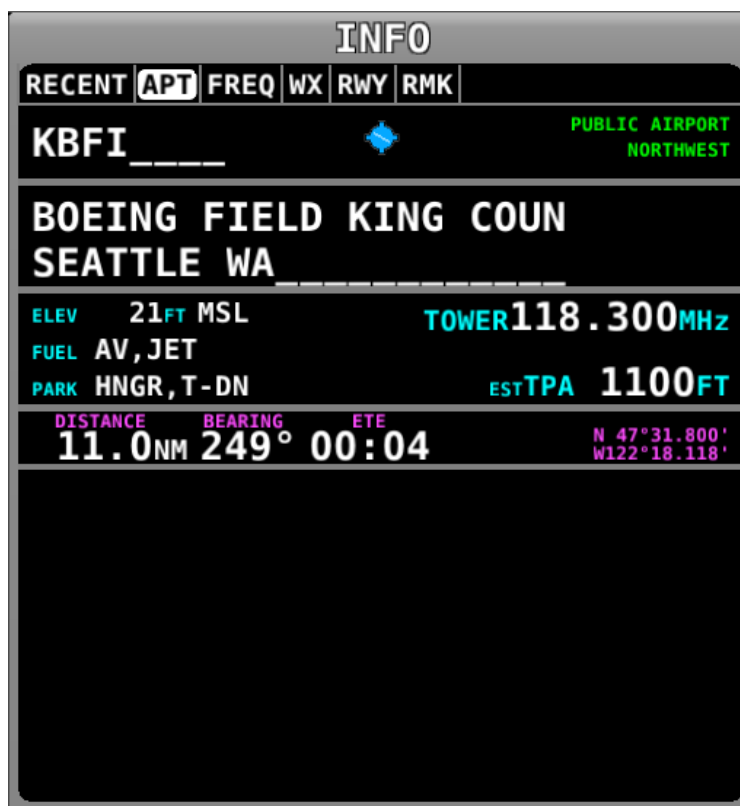 INFO
RECENT APT FREQ WX RWY RMK
KBFI____
PUBLIC AIRPORT
NORTHWEST
BOEING FIELD KING COUN
SEATTLE WA____________
ELEV 21FT MSL
TOWER118.300MHz
FUEL AV,JET
PARK HNGR,T-DN
ESTTPA 1100FT
DISTANCE BEARING ETE
11.0NM 249° 00:04
N 47°31.800'
W122°18.118'